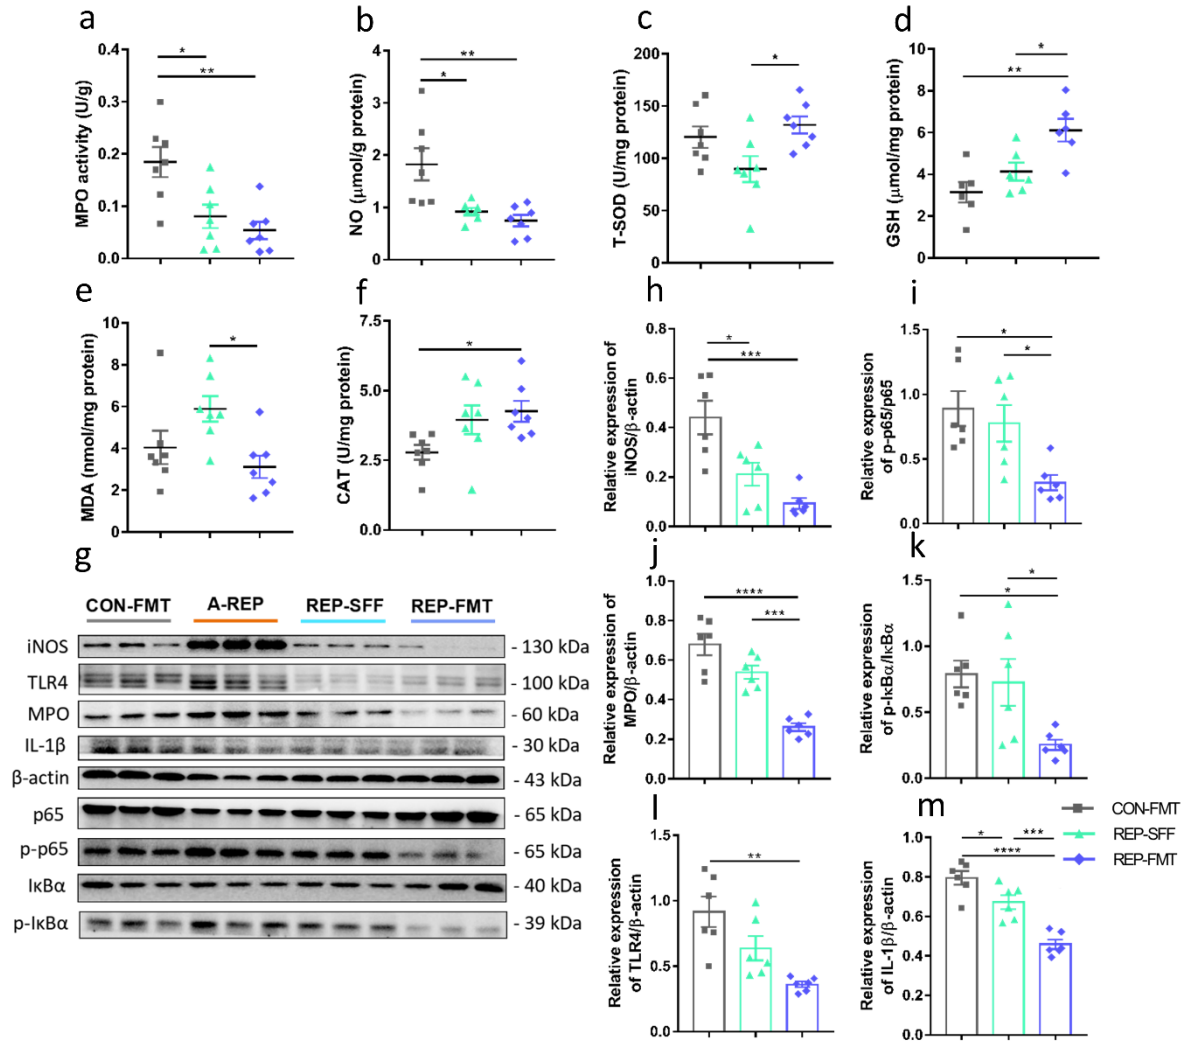 a
MPO activity (U/g)
0.4
0.3
0.2
0.1
0.0
*
**
b
NO (μmol/g protein)
4
3
2
1
0
**
*
c
T-SOD (U/mg protein)
200
150
100
50
0
*
d
GSH (μmol/mg protein)
10
8
6
4
2
0
*
**
e
MDA (nmol/mg protein)
10
8
6
4
2
0
*
f
CAT (U/mg protein)
7.5
5.0
2.5
0.0
*
h
Relative expression of
iNOS/β-actin
0.8
0.6
0.4
0.2
0.0
*
***
i
Relative expression
of p-p65/p65
1.5
1.0
0.5
0.0
*
*
g
CON-FMT A-REP REP-SFF REP-FMT
iNOS - 130 kDa
TLR4 - 100 kDa
MPO - 60 kDa
IL-1β - 30 kDa
β-actin - 43 kDa
p65 - 65 kDa
p-p65 - 65 kDa
IκBα - 40 kDa
p-IκBα - 39 kDa
j
Relative expression
of MPO/β-actin
1.0
0.8
0.6
0.4
0.2
0.0
****
***
k
Relative expression
of p-IκBα/IκBα
1.5
1.0
0.5
0.0
*
*
l
Relative expression
of TLR4/β-actin
1.5
1.0
0.5
0.0
**
m
Relative expression
of IL-1β/β-actin
1.0
0.8
0.6
0.4
0.2
0.0
* ***
****
CON-FMT
REP-SFF
REP-FMT